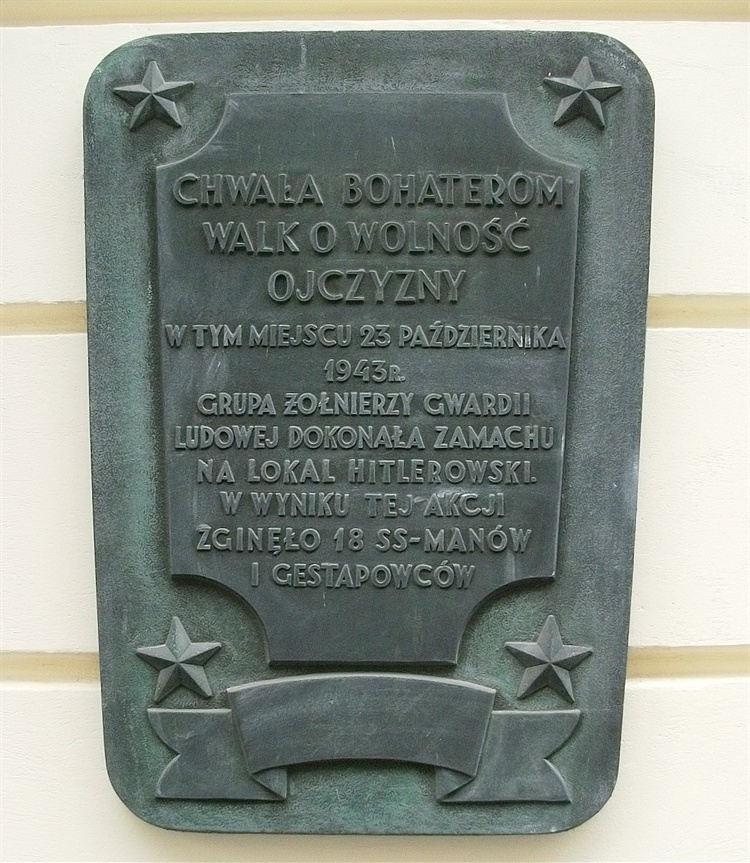 CHWAŁA BOHATEROM
WALK O WOLNOŚĆ
OJCZYZNY
W TYM MIEJSCU 23 PAŹDZIERNIKA
1943R.
GRUPA ŻOŁNIERZY GWARDII
LUDOWEJ DOKONAŁA ZAMACHU
NA LOKAL HITLEROWSKI.
W WYNIKU TEJ AKCJI
ZGINĘŁO 18 SS-MANÓW
I GESTAPOWCÓW